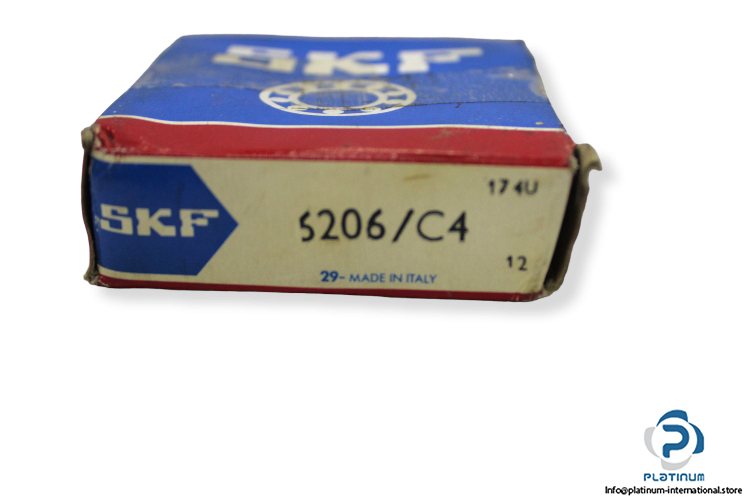 SKF
SKF
174U
6206/C4
12
29- MADE IN ITALY
PLATINUM
Info@platinum-international.store